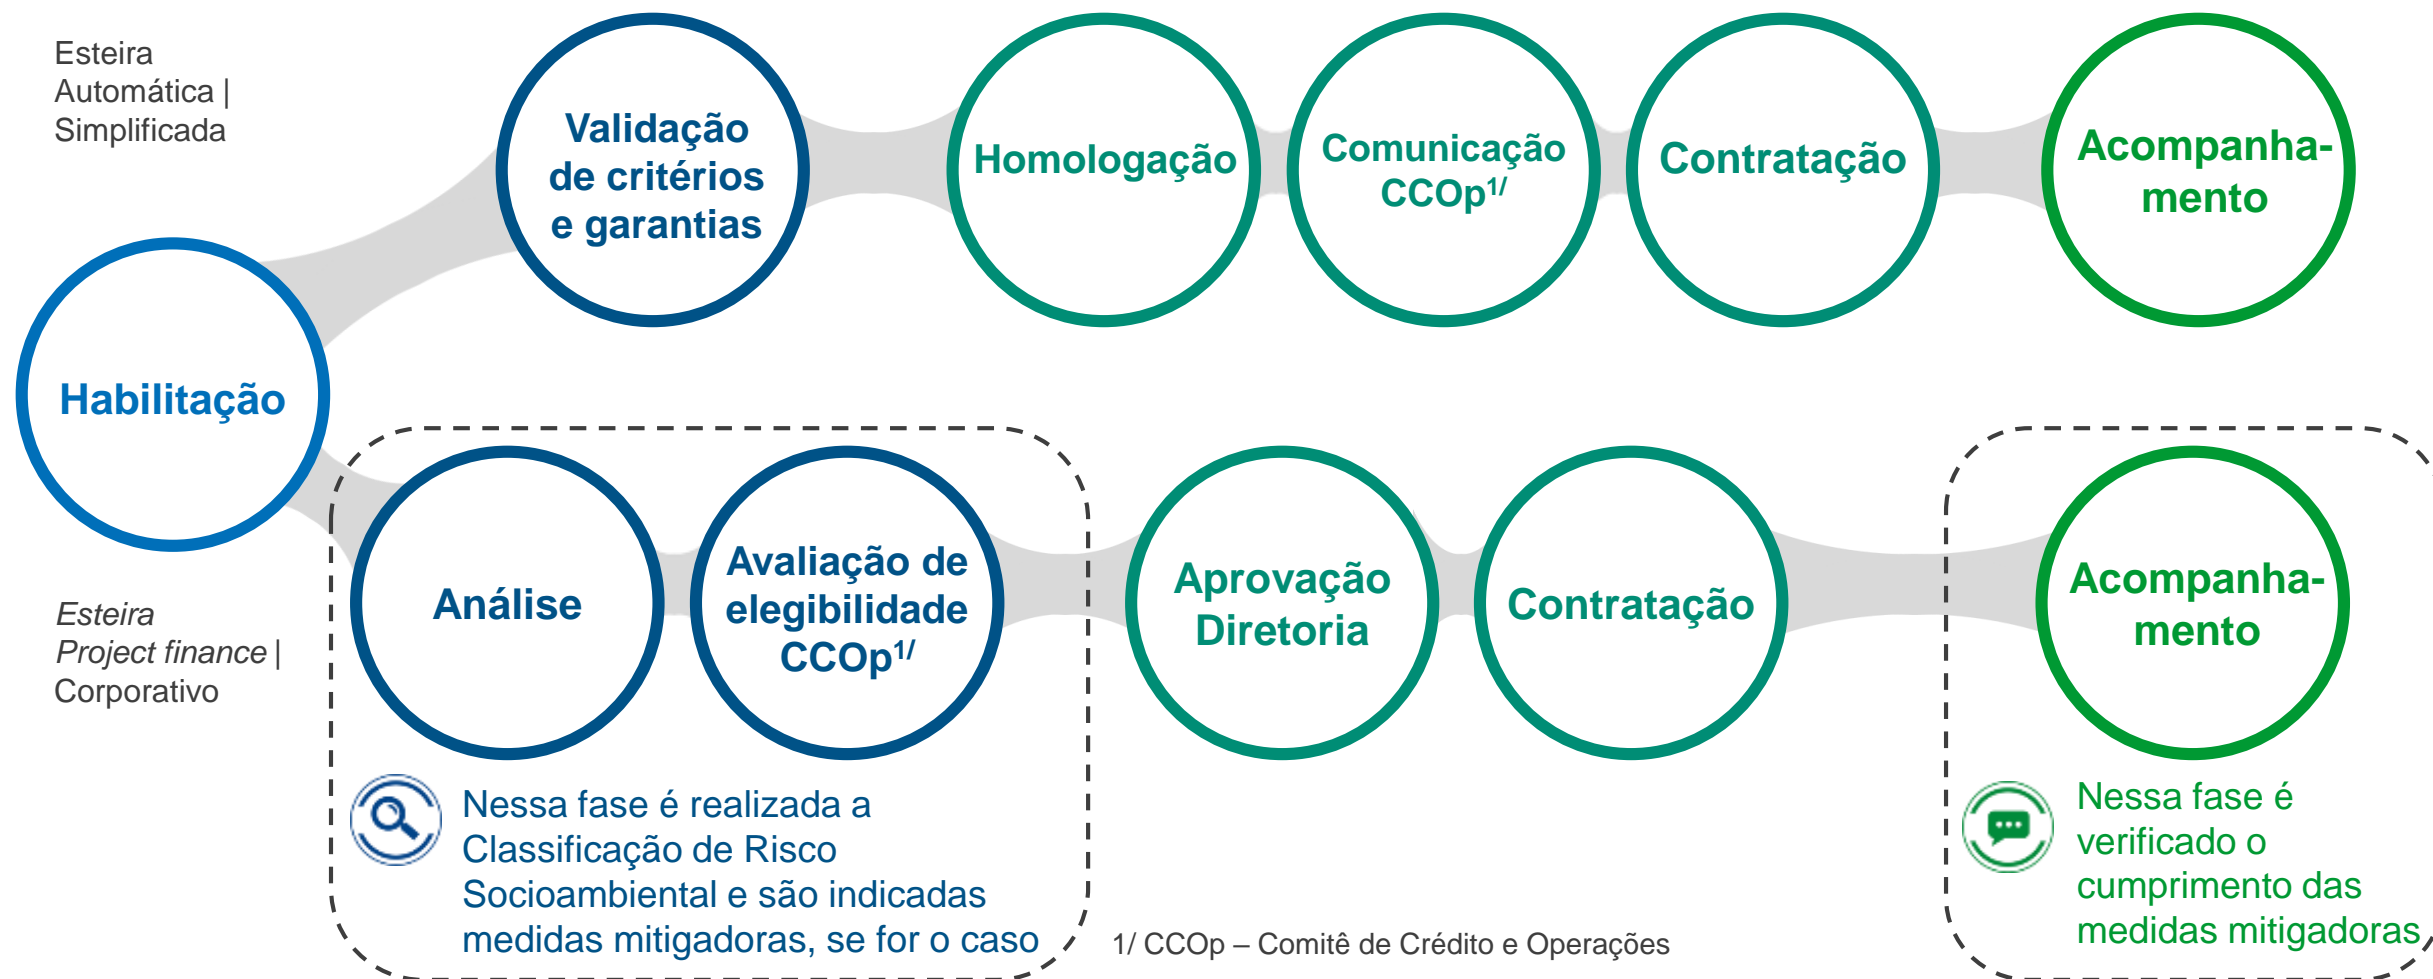 Esteira
Automática |
Simplificada
Validação
de critérios
e garantias
Homologação
Comunicação
CCOp1/
Contratação
Acompanha-
mento
Habilitação
Esteira
Project finance |
Corporativo
Análise
Avaliação de
elegibilidade
CCOp1/
Aprovação
Diretoria
Contratação
Acompanha-
mento
Nessa fase é realizada a
Classificação de Risco
Socioambiental e são indicadas
medidas mitigadoras, se for o caso
Nessa fase é
verificado o
cumprimento das
medidas mitigadoras
1/ CCOp – Comitê de Crédito e Operações